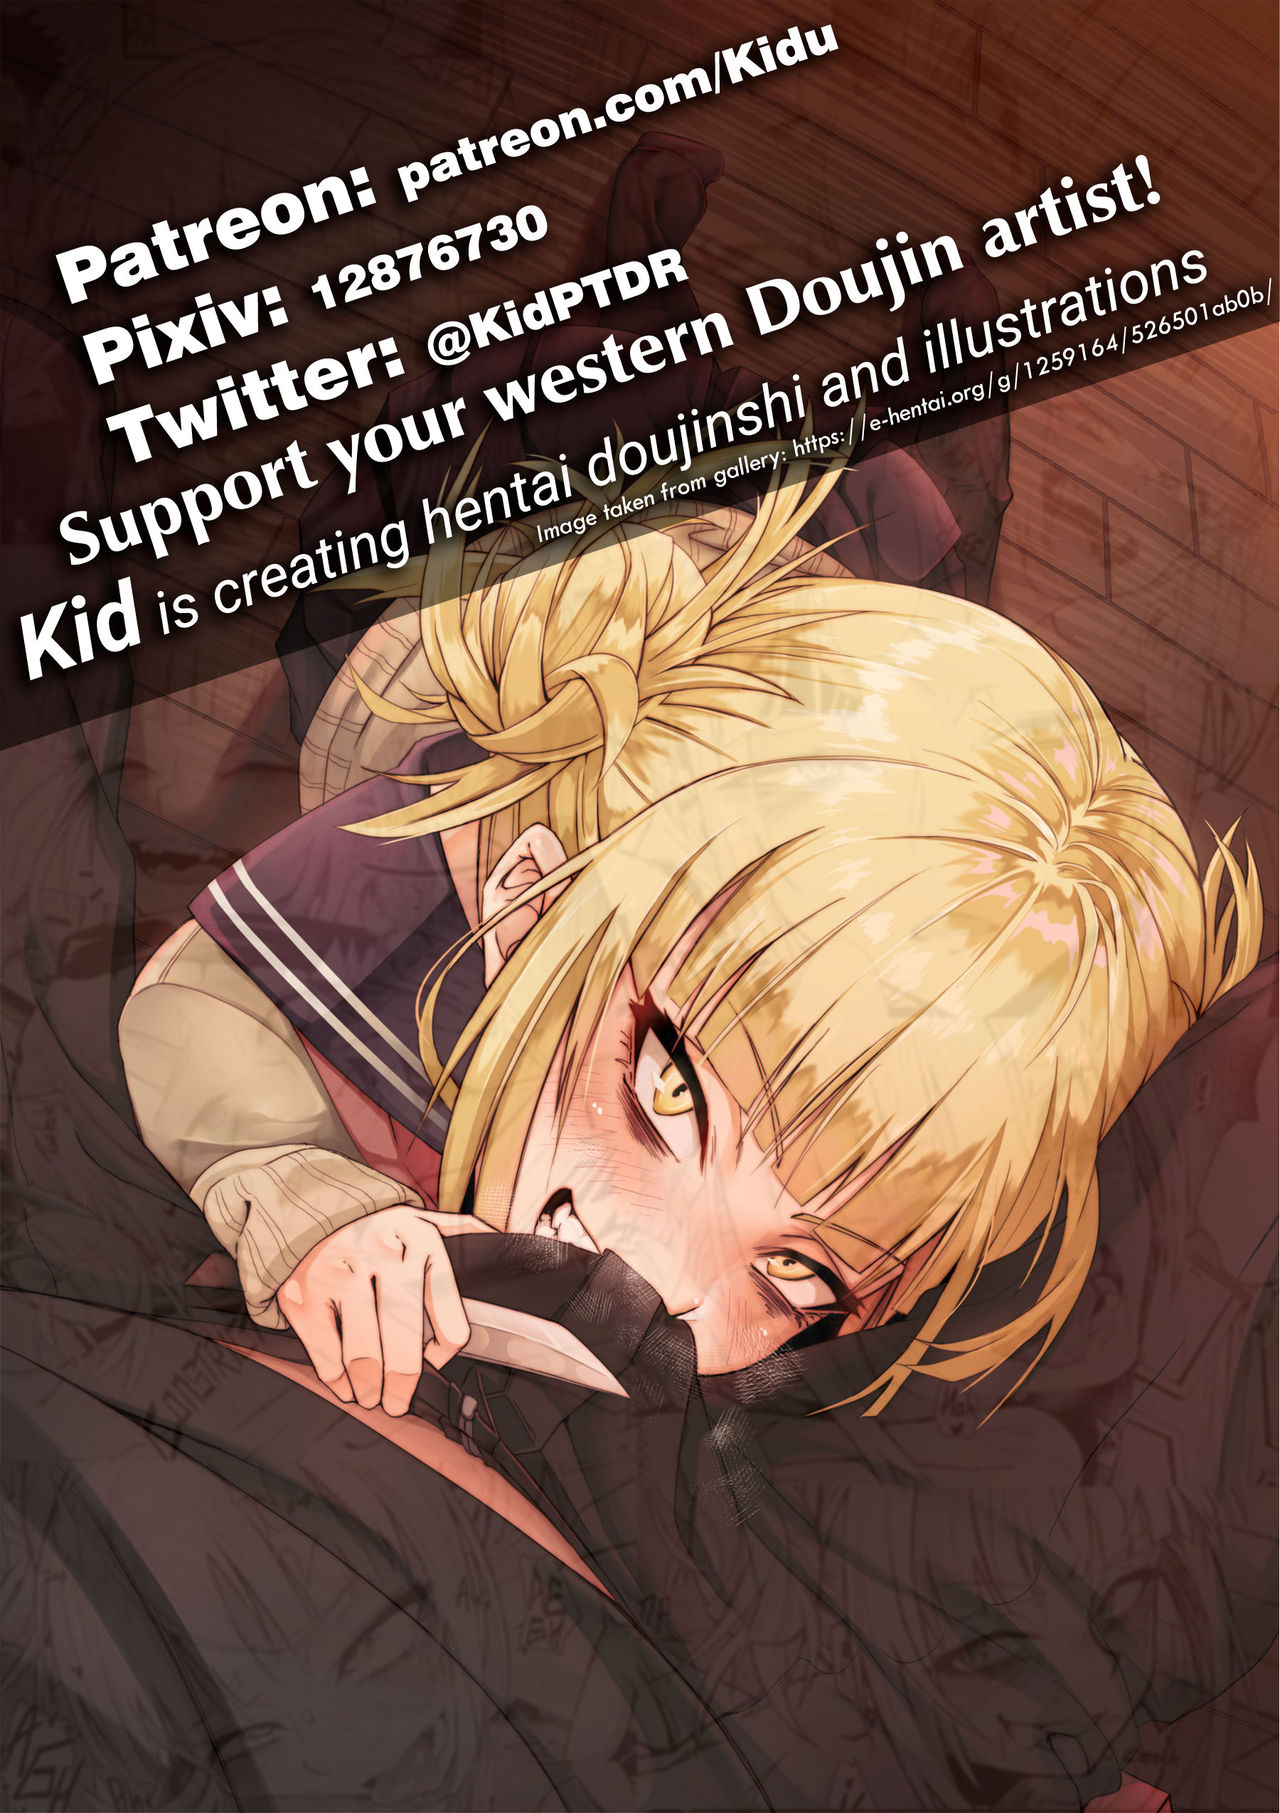 Patreon: patreon.com/Kidu
Pixiv: 12876730
Twitter: @KidPTDR
Support your western Doujin artist!
Kid is creating hentai doujinshi and illustrations
Image taken from gallery: https://e-hentai.org/g/1259164/526501ab0b/